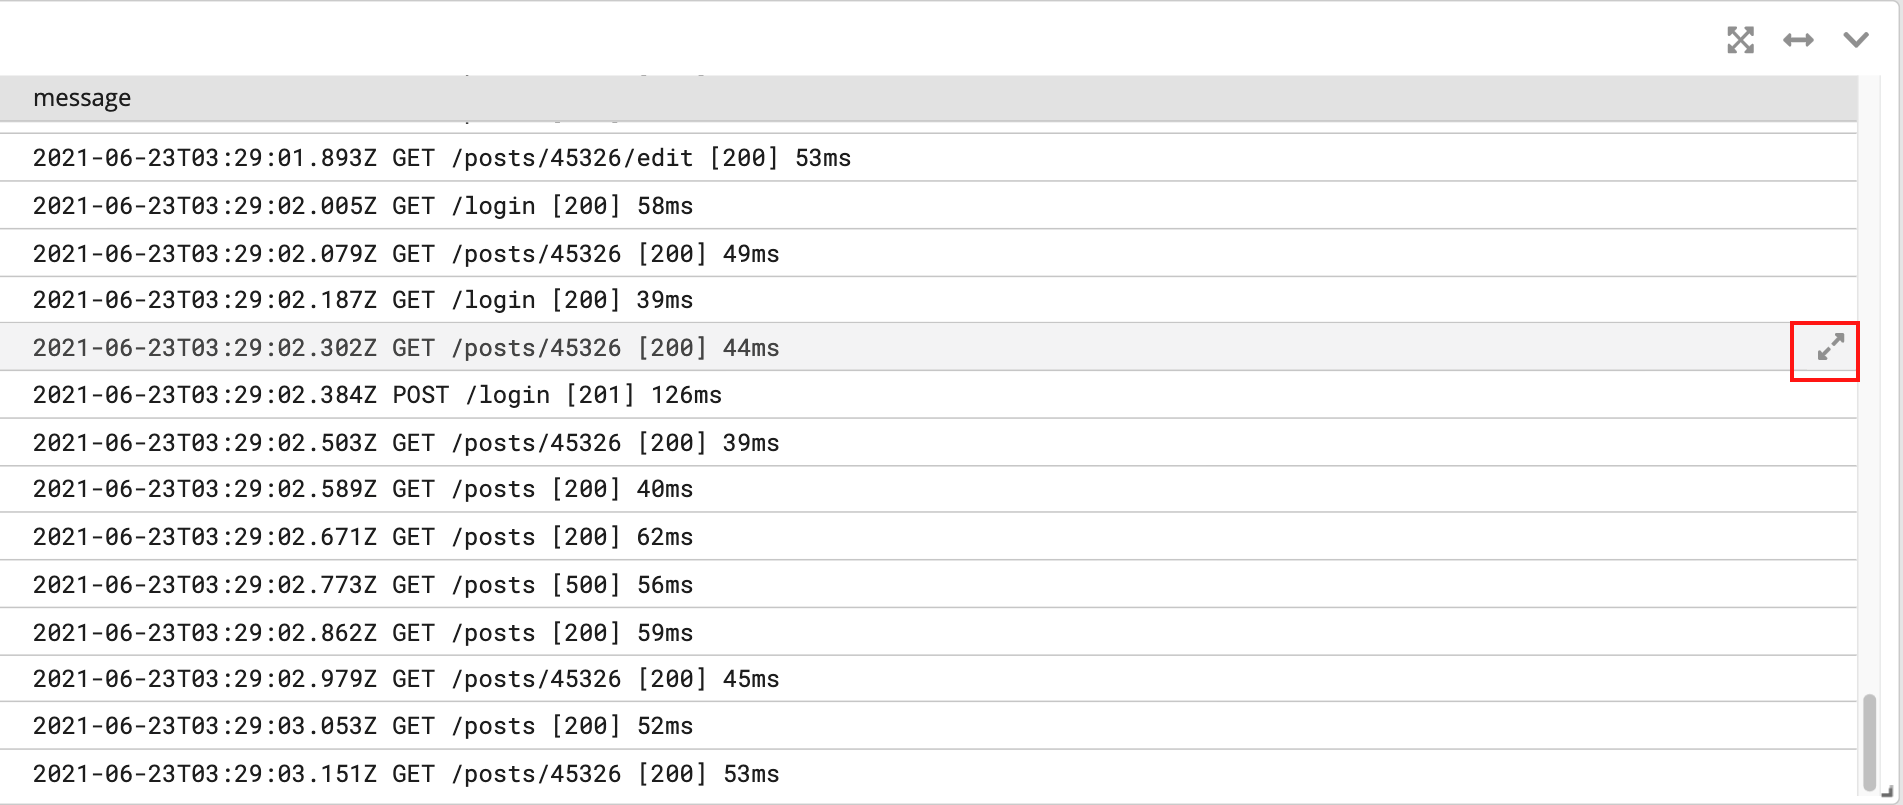 message
2021-06-23T03:29:01.893Z GET /posts/45326/edit [200] 53ms
2021-06-23T03:29:02.005Z GET /login [200] 58ms
2021-06-23T03:29:02.079Z GET /posts/45326 [200] 49ms
2021-06-23T03:29:02.187Z GET /login [200] 39ms
2021-06-23T03:29:02.302Z GET /posts/45326 [200] 44ms
2021-06-23T03:29:02.384Z POST /login [201] 126ms
2021-06-23T03:29:02.503Z GET /posts/45326 [200] 39ms
2021-06-23T03:29:02.589Z GET /posts [200] 40ms
2021-06-23T03:29:02.671Z GET /posts [200] 62ms
2021-06-23T03:29:02.773Z GET /posts [500] 56ms
2021-06-23T03:29:02.862Z GET /posts [200] 59ms
2021-06-23T03:29:02.979Z GET /posts/45326 [200] 45ms
2021-06-23T03:29:03.053Z GET /posts [200] 52ms
2021-06-23T03:29:03.151Z GET /posts/45326 [200] 53ms